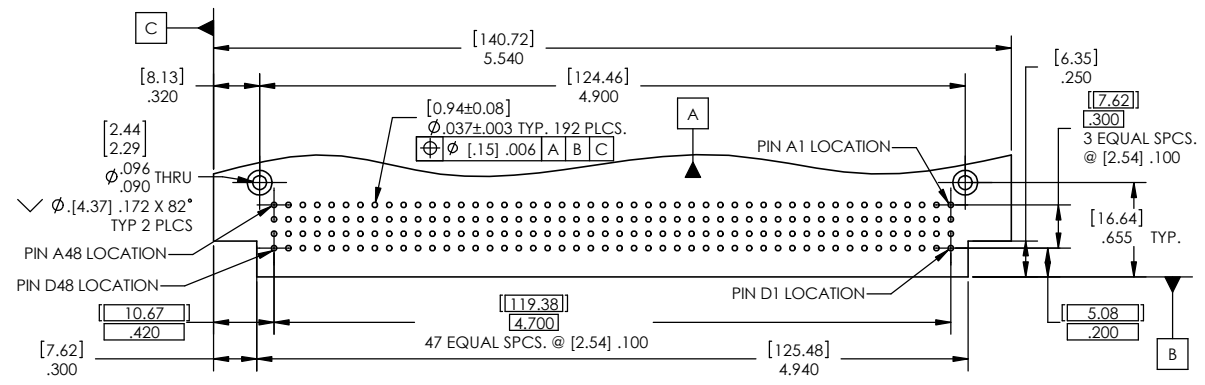 C
[140.72]
5.540
[8.13]
.320
[124.46]
4.900
[6.35]
.250
[0.94±0.08]
Ø.037±.003 TYP. 192 PLCS.
⌖ Ø [.15] .006 A B C
A
[7.62]
.300
3 EQUAL SPCS.
@ [2.54] .100
[2.44]
[2.29]
Ø.096
.090 THRU
PIN A1 LOCATION
⌵ Ø.[4.37] .172 X 82°
TYP 2 PLCS
[16.64]
.655 TYP.
PIN A48 LOCATION
PIN D48 LOCATION
PIN D1 LOCATION
[10.67]
.420
[119.38]
4.700
47 EQUAL SPCS. @ [2.54] .100
[5.08]
.200
B
[7.62]
.300
[125.48]
4.940